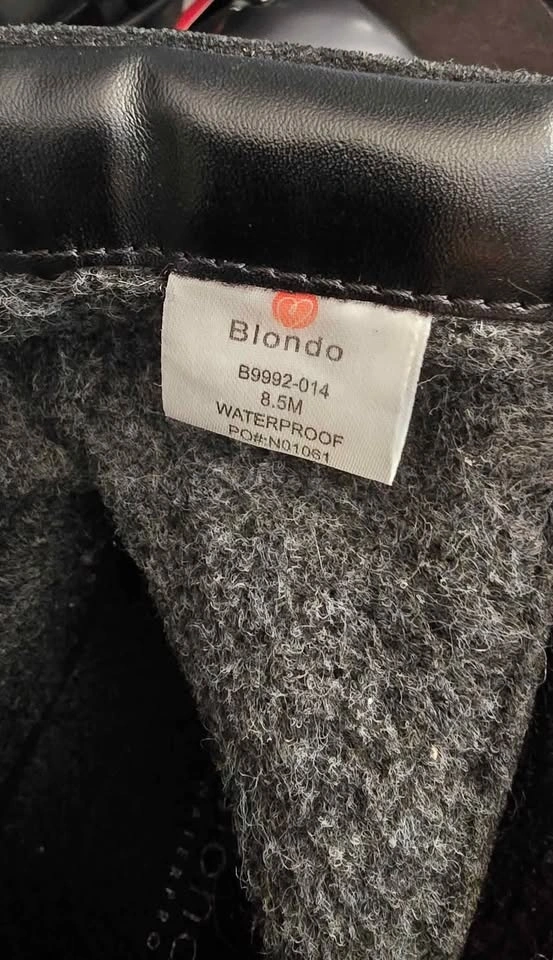 Blondo
B9992-014
8.5M
WATERPROOF
PO#:N01061